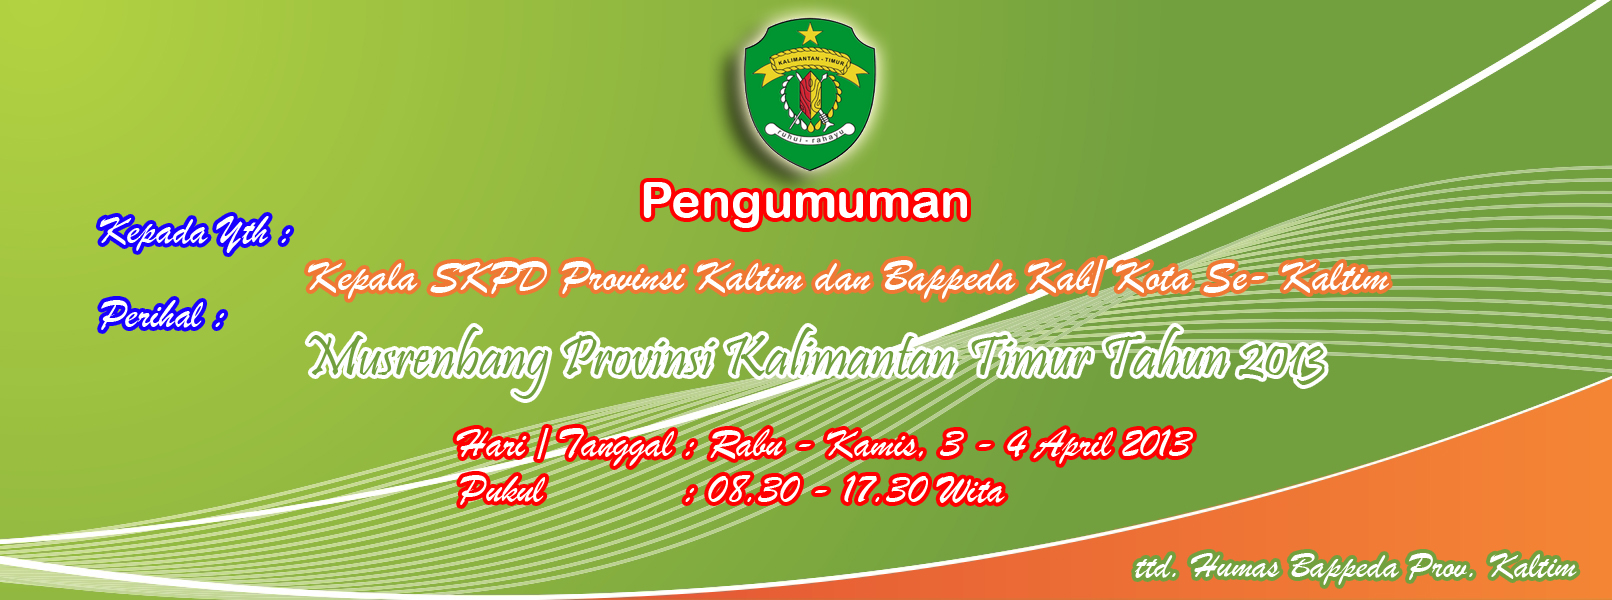 KALIMANTAN - TIMUR
ruhui - rahayu
Pengumuman
Kepada Yth :
Kepala SKPD Provinsi Kaltim dan Bappeda Kab/ Kota Se- Kaltim
Perihal :
Musrenbang Provinsi Kalimantan Timur Tahun 2013
Hari / Tanggal : Rabu - Kamis, 3 - 4 April 2013
Pukul : 08.30 - 17.30 Wita
ttd. Humas Bappeda Prov. Kaltim